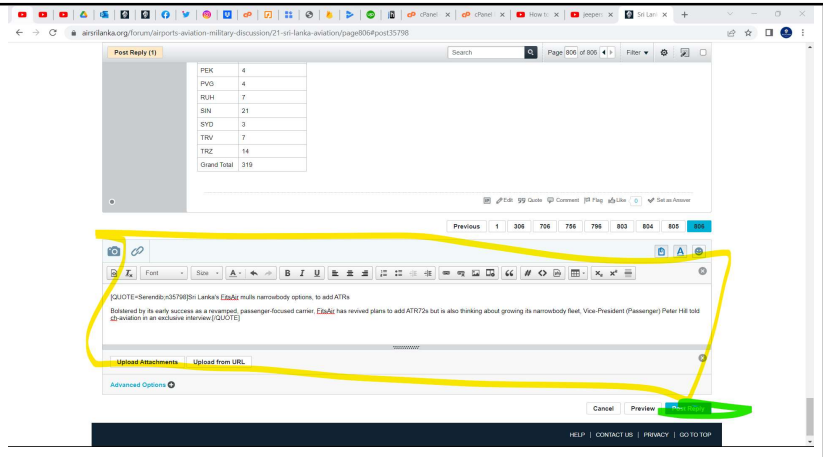 cPanel
cPanel
How to
jeepers
Sri Lan
airsrilanka.org/forum/airports-aviation-military-discussion/21-sri-lanka-aviation/page806#post35798
Post Reply (1)
Search
Page 806 of 806
Filter
PEK 4
PVG 4
RUH 7
SIN 21
SYD 3
TRV 7
TRZ 14
Grand Total 319
Edit Quote Comment Flag Like 0 Set as Answer
Previous 1 306 706 756 796 803 804 805 806
Font Size A B I U
[QUOTE=Serendib;n35798]Sri Lanka's FitsAir mulls narrowbody options, to add ATRs
Bolstered by its early success as a revamped, passenger-focused carrier, FitsAir has revived plans to add ATR72s but is also thinking about growing its narrowbody fleet, Vice-President (Passenger) Peter Hill told
ch-aviation in an exclusive interview.[/QUOTE]
Upload Attachments Upload from URL
Advanced Options
Cancel Preview Post Reply
HELP | CONTACT US | PRIVACY | GO TO TOP